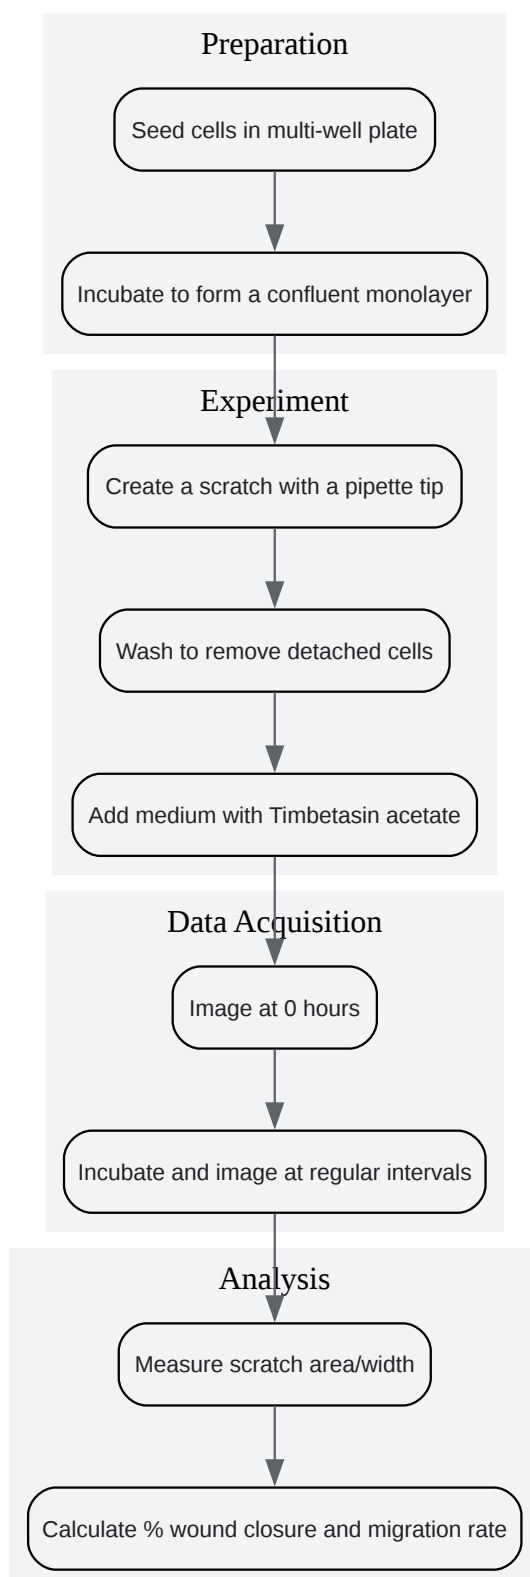 Preparation
Seed cells in multi-well plate
Incubate to form a confluent monolayer
Experiment
Create a scratch with a pipette tip
Wash to remove detached cells
Add medium with Timbetasin acetate
Data Acquisition
Image at 0 hours
Incubate and image at regular intervals
Analysis
Measure scratch area/width
Calculate % wound closure and migration rate